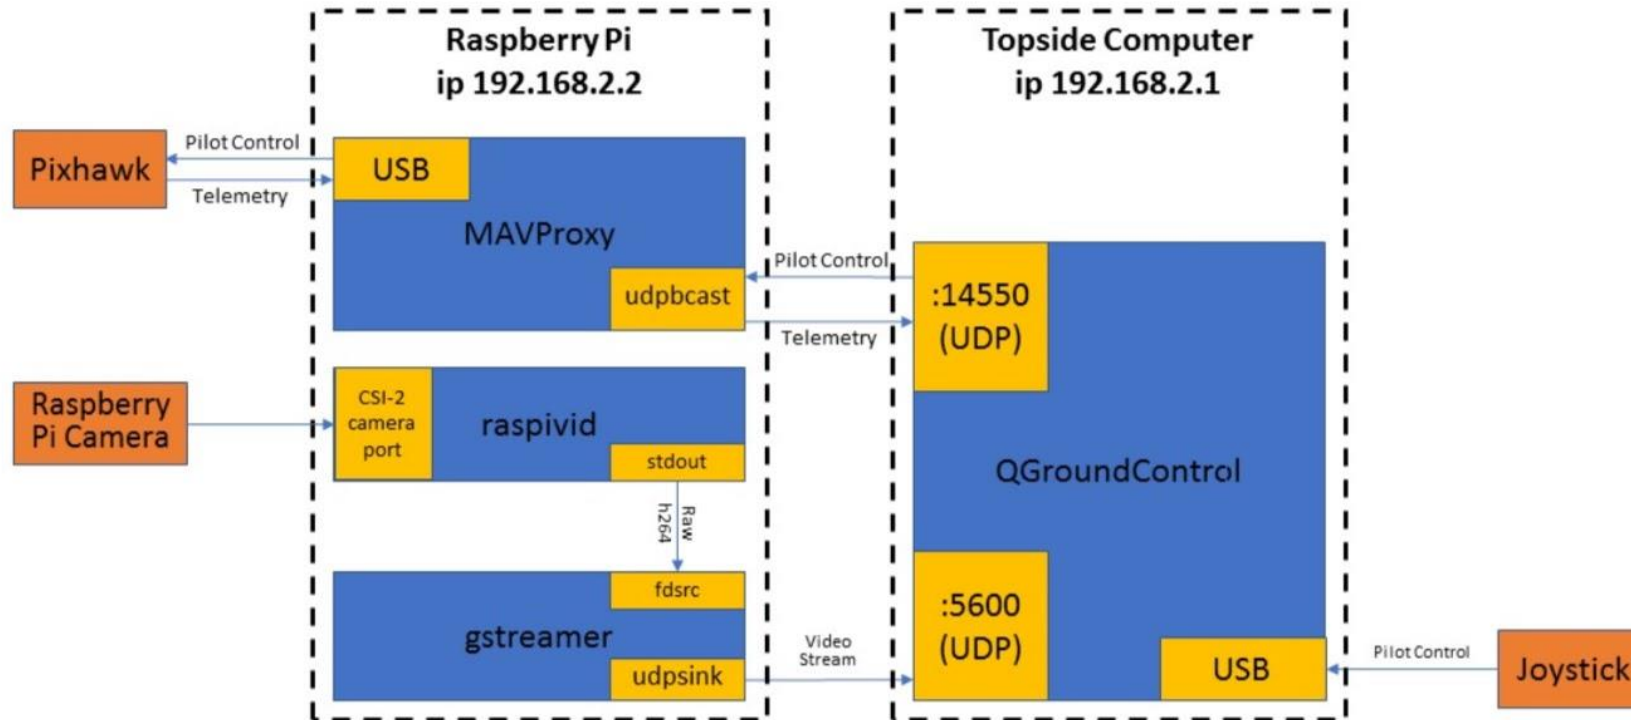 Raspberry Pi
ip 192.168.2.2
Topside Computer
ip 192.168.2.1
Pixhawk
Pilot Control
Telemetry
USB
MAVProxy
udpbcast
Pilot Control
Telemetry
:14550
(UDP)
Raspberry
Pi Camera
CSI-2
camera
port
raspivid
stdout
Raw
h264
QGroundControl
fdsrc
gstreamer
udpsink
Video
Stream
:5600
(UDP)
USB
Pilot Control
Joystick